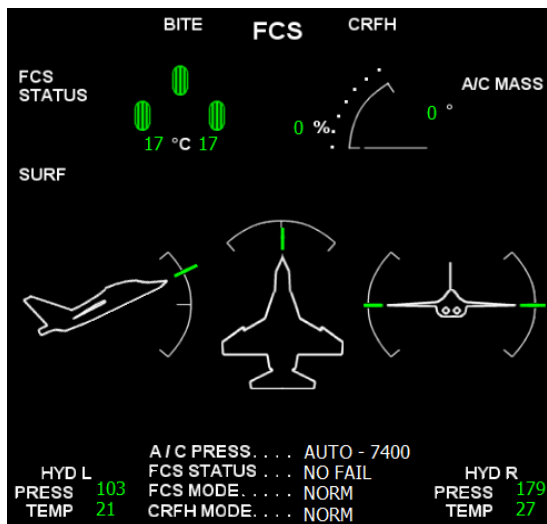 BITE FCS CRFH
FCS STATUS
A/C MASS
0 %
0 °
17 °C 17
SURF
A / C PRESS. . . . AUTO - 7400
HYD L FCS STATUS . . . NO FAIL HYD R
PRESS 103 FCS MODE. . . . . NORM PRESS 179
TEMP 21 CRFH MODE. . . . NORM TEMP 27